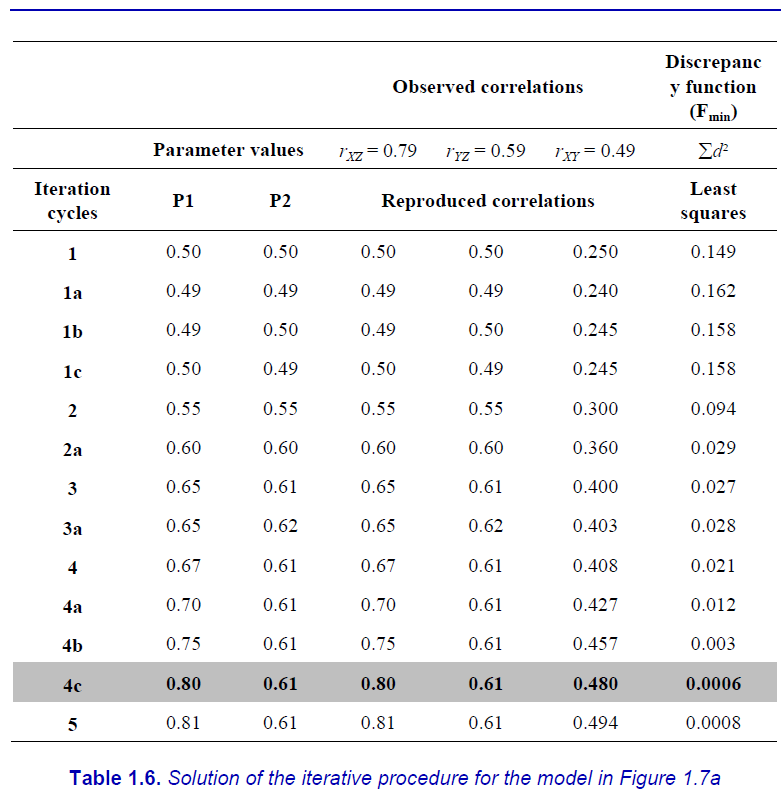 Observed correlations
Discrepanc
y function
(Fmin)
Parameter values rXZ = 0.79 rYZ = 0.59 rXY = 0.49 ∑d²
Iteration
cycles P1 P2 Reproduced correlations Least
squares
1 0.50 0.50 0.50 0.50 0.250 0.149
1a 0.49 0.49 0.49 0.49 0.240 0.162
1b 0.49 0.50 0.49 0.50 0.245 0.158
1c 0.50 0.49 0.50 0.49 0.245 0.158
2 0.55 0.55 0.55 0.55 0.300 0.094
2a 0.60 0.60 0.60 0.60 0.360 0.029
3 0.65 0.61 0.65 0.61 0.400 0.027
3a 0.65 0.62 0.65 0.62 0.403 0.028
4 0.67 0.61 0.67 0.61 0.408 0.021
4a 0.70 0.61 0.70 0.61 0.427 0.012
4b 0.75 0.61 0.75 0.61 0.457 0.003
4c 0.80 0.61 0.80 0.61 0.480 0.0006
5 0.81 0.61 0.81 0.61 0.494 0.0008
Table 1.6. Solution of the iterative procedure for the model in Figure 1.7a